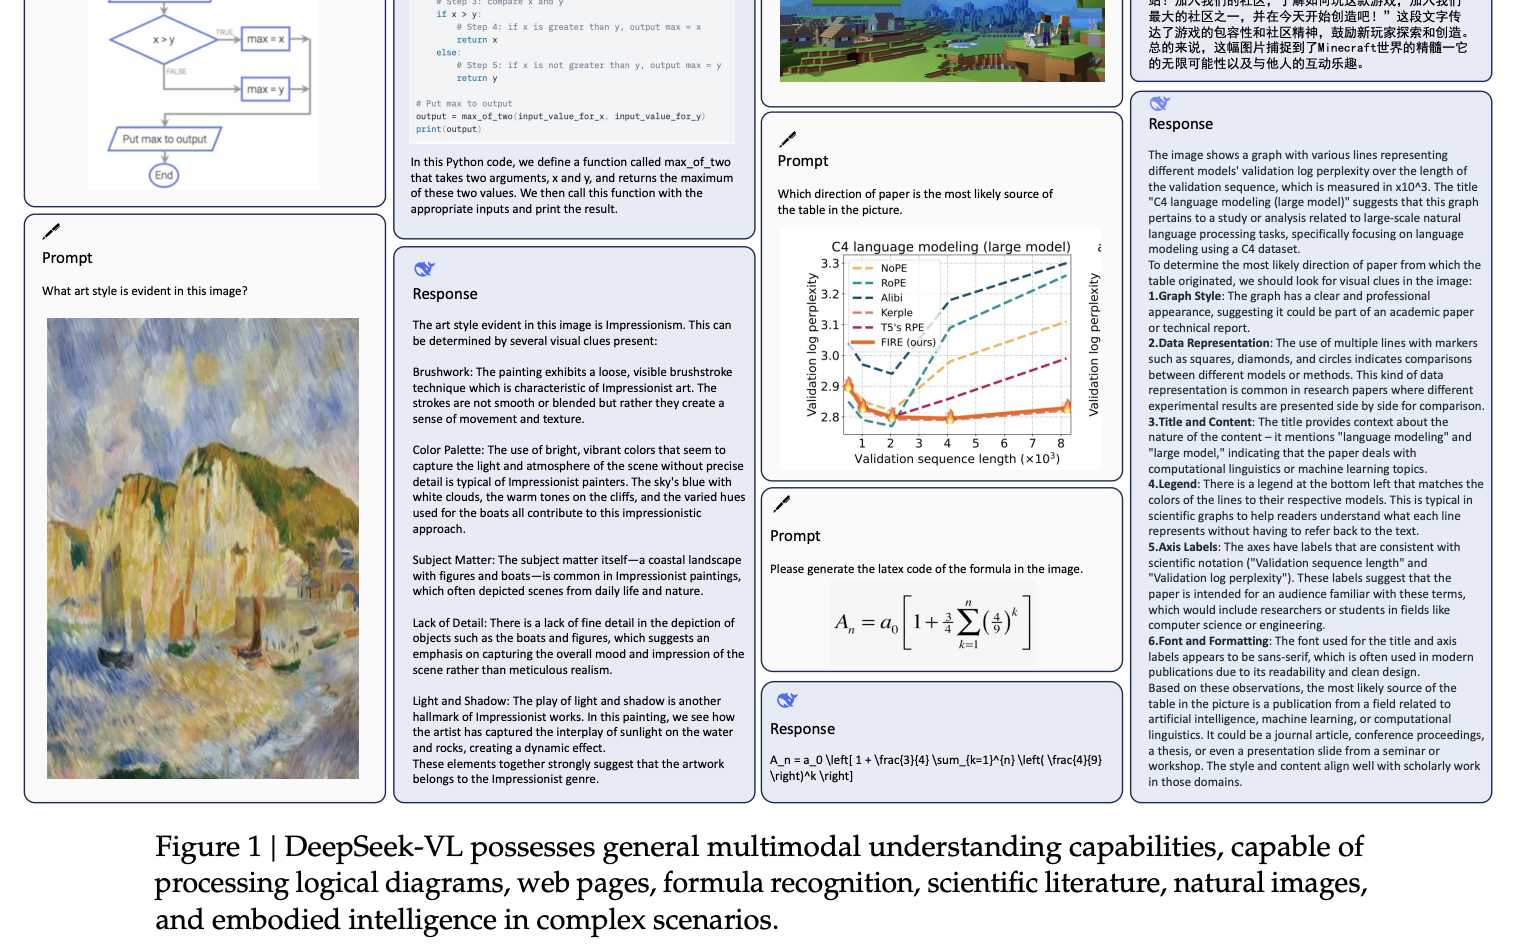 x > y
TRUE
max = x
FALSE
max = y
Put max to output
End
Prompt
What art style is evident in this image?
# Step 3: compare x and y
if x > y:
# Step 4: if x is greater than y, output max = x
return x
else:
# Step 5: if x is not greater than y, output max = y
return y
# Put max to output
output = max_of_two(input_value_for_x, input_value_for_y)
print(output)
In this Python code, we define a function called max_of_two
that takes two arguments, x and y, and returns the maximum
of these two values. We then call this function with the
appropriate inputs and print the result.
Response
The art style evident in this image is Impressionism. This can
be determined by several visual clues present:
Brushwork: The painting exhibits a loose, visible brushstroke
technique which is characteristic of Impressionist art. The
strokes are not smooth or blended but rather they create a
sense of movement and texture.
Color Palette: The use of bright, vibrant colors that seem to
capture the light and atmosphere of the scene without precise
detail is typical of Impressionist painters. The sky's blue with
white clouds, the warm tones on the cliffs, and the varied hues
used for the boats all contribute to this impressionistic
approach.
Subject Matter: The subject matter itself—a coastal landscape
with figures and boats—is common in Impressionist paintings,
which often depicted scenes from daily life and nature.
Lack of Detail: There is a lack of fine detail in the depiction of
objects such as the boats and figures, which suggests an
emphasis on capturing the overall mood and impression of the
scene rather than meticulous realism.
Light and Shadow: The play of light and shadow is another
hallmark of Impressionist works. In this painting, we see how
the artist has captured the interplay of sunlight on the water
and rocks, creating a dynamic effect.
These elements together strongly suggest that the artwork
belongs to the Impressionist genre.
Prompt
Which direction of paper is the most likely source of
the table in the picture.
C4 language modeling (large model) a
Validation log perplexity
3.3
3.2
3.1
3.0
2.9
2.8
NoPE
RoPE
Alibi
Kerple
T5's RPE
FIRE (ours)
1 2 3 4 5 6 7 8
Validation sequence length (×10³)
Validation log perplexity
Prompt
Please generate the latex code of the formula in the image.
A_n = a_0 [1 + 3/4 ∑_{k=1}^{n} (4/9)^k]
Response
A_n = a_0 \left[ 1 + \frac{3}{4} \sum_{k=1}^{n} \left( \frac{4}{9}
\right)^k \right]
站！加入我们的社区，了解如何玩这款游戏，加入我们
最大的社区之一，并在今天开始创造吧！”这段文字传
达了游戏的包容性和社区精神，鼓励新玩家探索和创造。
总的来说，这幅图片捕捉到了Minecraft世界的精髓一它
的无限可能性以及与他人的互动乐趣。
Response
The image shows a graph with various lines representing
different models' validation log perplexity over the length of
the validation sequence, which is measured in x10^3. The title
"C4 language modeling (large model)" suggests that this graph
pertains to a study or analysis related to large-scale natural
language processing tasks, specifically focusing on language
modeling using a C4 dataset.
To determine the most likely direction of paper from which the
table originated, we should look for visual clues in the image:
1.Graph Style: The graph has a clear and professional
appearance, suggesting it could be part of an academic paper
or technical report.
2.Data Representation: The use of multiple lines with markers
such as squares, diamonds, and circles indicates comparisons
between different models or methods. This kind of data
representation is common in research papers where different
experimental results are presented side by side for comparison.
3.Title and Content: The title provides context about the
nature of the content – it mentions "language modeling" and
"large model," indicating that the paper deals with
computational linguistics or machine learning topics.
4.Legend: There is a legend at the bottom left that matches the
colors of the lines to their respective models. This is typical in
scientific graphs to help readers understand what each line
represents without having to refer back to the text.
5.Axis Labels: The axes have labels that are consistent with
scientific notation ("Validation sequence length" and
"Validation log perplexity"). These labels suggest that the
paper is intended for an audience familiar with these terms,
which would include researchers or students in fields like
computer science or engineering.
6.Font and Formatting: The font used for the title and axis
labels appears to be sans-serif, which is often used in modern
publications due to its readability and clean design.
Based on these observations, the most likely source of the
table in the picture is a publication from a field related to
artificial intelligence, machine learning, or computational
linguistics. It could be a journal article, conference proceedings,
a thesis, or even a presentation slide from a seminar or
workshop. The style and content align well with scholarly work
in those domains.
Figure 1 | DeepSeek-VL possesses general multimodal understanding capabilities, capable of
processing logical diagrams, web pages, formula recognition, scientific literature, natural images,
and embodied intelligence in complex scenarios.